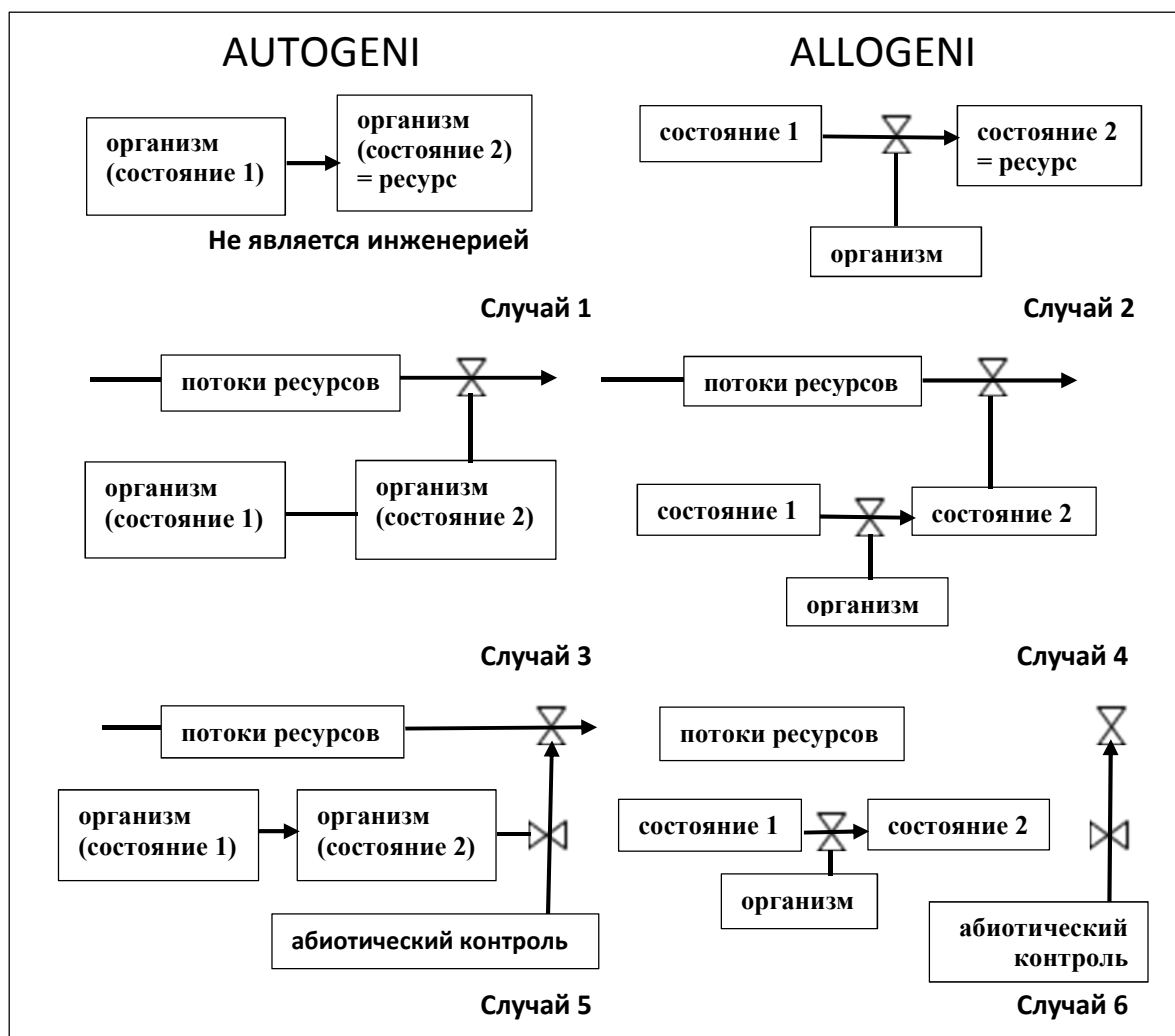 AUTOGENI
ALLOGENI
организм
(состояние 1)
организм
(состояние 2)
= ресурс
Не является инженерией
Случай 1
состояние 1
состояние 2
= ресурс
организм
Случай 2
потоки ресурсов
организм
(состояние 1)
организм
(состояние 2)
Случай 3
потоки ресурсов
состояние 1
состояние 2
организм
Случай 4
потоки ресурсов
организм
(состояние 1)
организм
(состояние 2)
абиотический контроль
Случай 5
потоки ресурсов
состояние 1
состояние 2
организм
абиотический
контроль
Случай 6